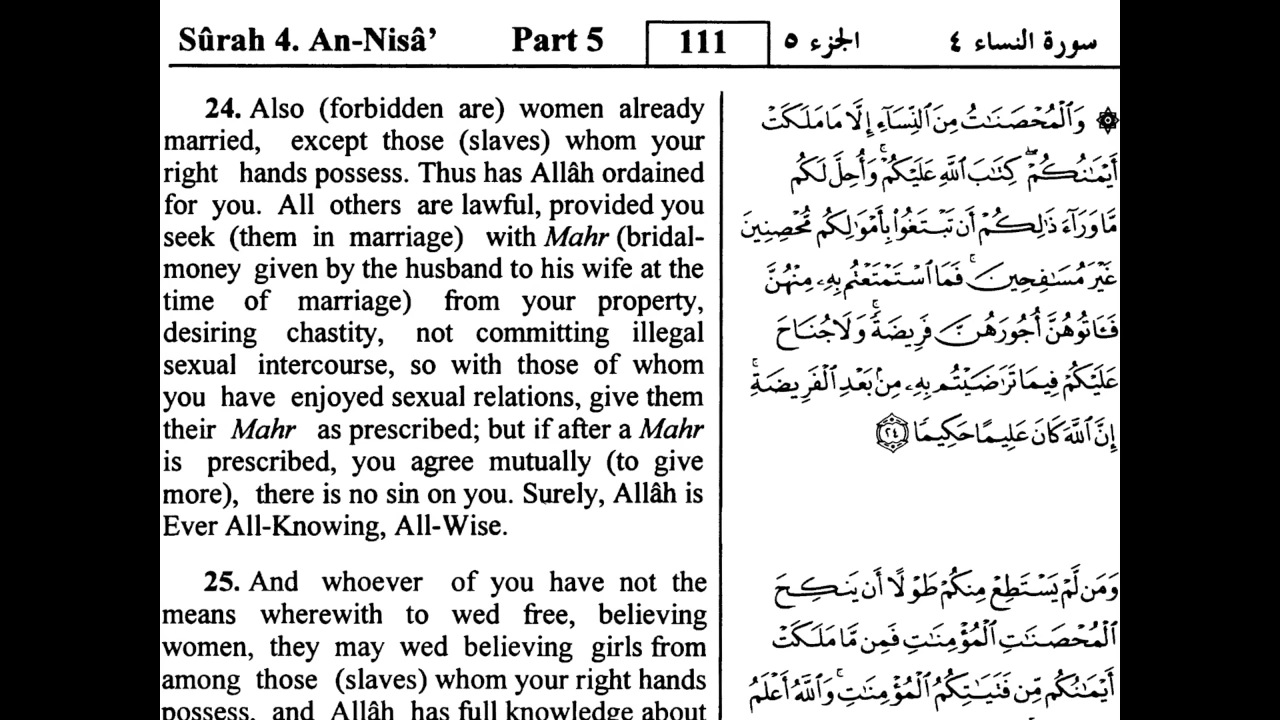 Sûrah 4. An-Nisâ’ Part 5 111 الجزء ٥ سورة النساء ٤
24. Also (forbidden are) women already
married, except those (slaves) whom your
right hands possess. Thus has Allâh ordained
for you. All others are lawful, provided you
seek (them in marriage) with Mahr (bridal-
money given by the husband to his wife at the
time of marriage) from your property,
desiring chastity, not committing illegal
sexual intercourse, so with those of whom
you have enjoyed sexual relations, give them
their Mahr as prescribed; but if after a Mahr
is prescribed, you agree mutually (to give
more), there is no sin on you. Surely, Allâh is
Ever All-Knowing, All-Wise.
25. And whoever of you have not the
means wherewith to wed free, believing
women, they may wed believing girls from
among those (slaves) whom your right hands
possess, and Allâh has full knowledge about
۞ وَٱلْمُحْصَنَـٰتُ مِنَ ٱلنِّسَآءِ إِلَّا مَا مَلَكَتْ
أَيْمَـٰنُكُمْ ۖ كِتَـٰبَ ٱللَّهِ عَلَيْكُمْ ۚ وَأُحِلَّ لَكُم
مَّا وَرَآءَ ذَٰلِكُمْ أَن تَبْتَغُوا۟ بِأَمْوَٰلِكُم مُّحْصِنِينَ
غَيْرَ مُسَـٰفِحِينَ ۚ فَمَا ٱسْتَمْتَعْتُم بِهِۦ مِنْهُنَّ
فَـَٔاتُوهُنَّ أُجُورَهُنَّ فَرِيضَةً ۚ وَلَا جُنَاحَ
عَلَيْكُمْ فِيمَا تَرَٰضَيْتُم بِهِۦ مِنۢ بَعْدِ ٱلْفَرِيضَةِ ۚ
إِنَّ ٱللَّهَ كَانَ عَلِيمًا حَكِيمًا ٢٤
وَمَن لَّمْ يَسْتَطِعْ مِنكُمْ طَوْلًا أَن يَنكِحَ
ٱلْمُحْصَنَـٰتِ ٱلْمُؤْمِنَـٰتِ فَمِن مَّا مَلَكَتْ
أَيْمَـٰنُكُم مِّن فَتَيَـٰتِكُمُ ٱلْمُؤْمِنَـٰتِ ۚ وَٱللَّهُ أَعْلَمُ